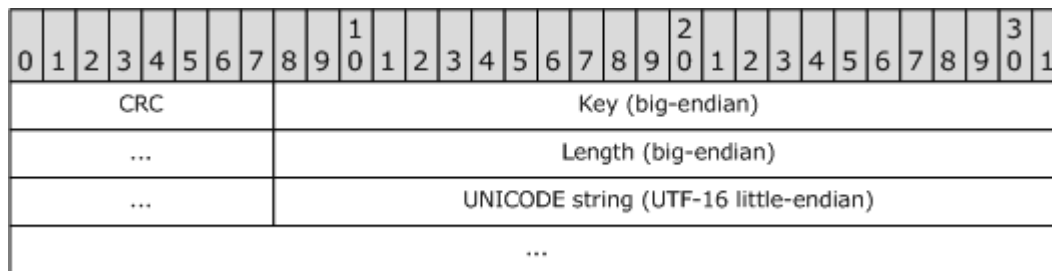 1 2 3
0 1 2 3 4 5 6 7 8 9 0 1 2 3 4 5 6 7 8 9 0 1 2 3 4 5 6 7 8 9 0 1
CRC Key (big-endian)
... Length (big-endian)
... UNICODE string (UTF-16 little-endian)
...